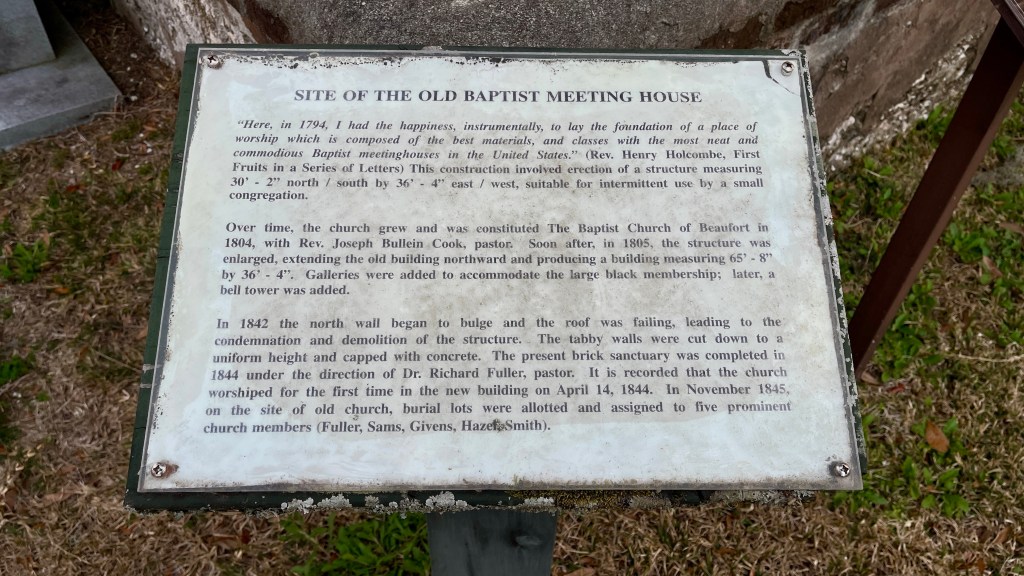 SITE OF THE OLD BAPTIST MEETING HOUSE
“Here, in 1794, I had the happiness, instrumentally, to lay the foundation of a place of
worship which is composed of the best materials, and classes with the most neat and
commodious Baptist meetinghouses in the United States.” (Rev. Henry Holcombe, First
Fruits in a Series of Letters) This construction involved erection of a structure measuring
30’ - 2” north / south by 36’ - 4” east / west, suitable for intermittent use by a small
congregation.
Over time, the church grew and was constituted The Baptist Church of Beaufort in
1804, with Rev. Joseph Bullein Cook, pastor. Soon after, in 1805, the structure was
enlarged, extending the old building northward and producing a building measuring 65’ - 8”
by 36’ - 4”. Galleries were added to accommodate the large black membership; later, a
bell tower was added.
In 1842 the north wall began to bulge and the roof was failing, leading to the
condemnation and demolition of the structure. The tabby walls were cut down to a
uniform height and capped with concrete. The present brick sanctuary was completed in
1844 under the direction of Dr. Richard Fuller, pastor. It is recorded that the church
worshiped for the first time in the new building on April 14, 1844. In November 1845,
on the site of old church, burial lots were allotted and assigned to five prominent
church members (Fuller, Sams, Givens, Hazel, Smith).